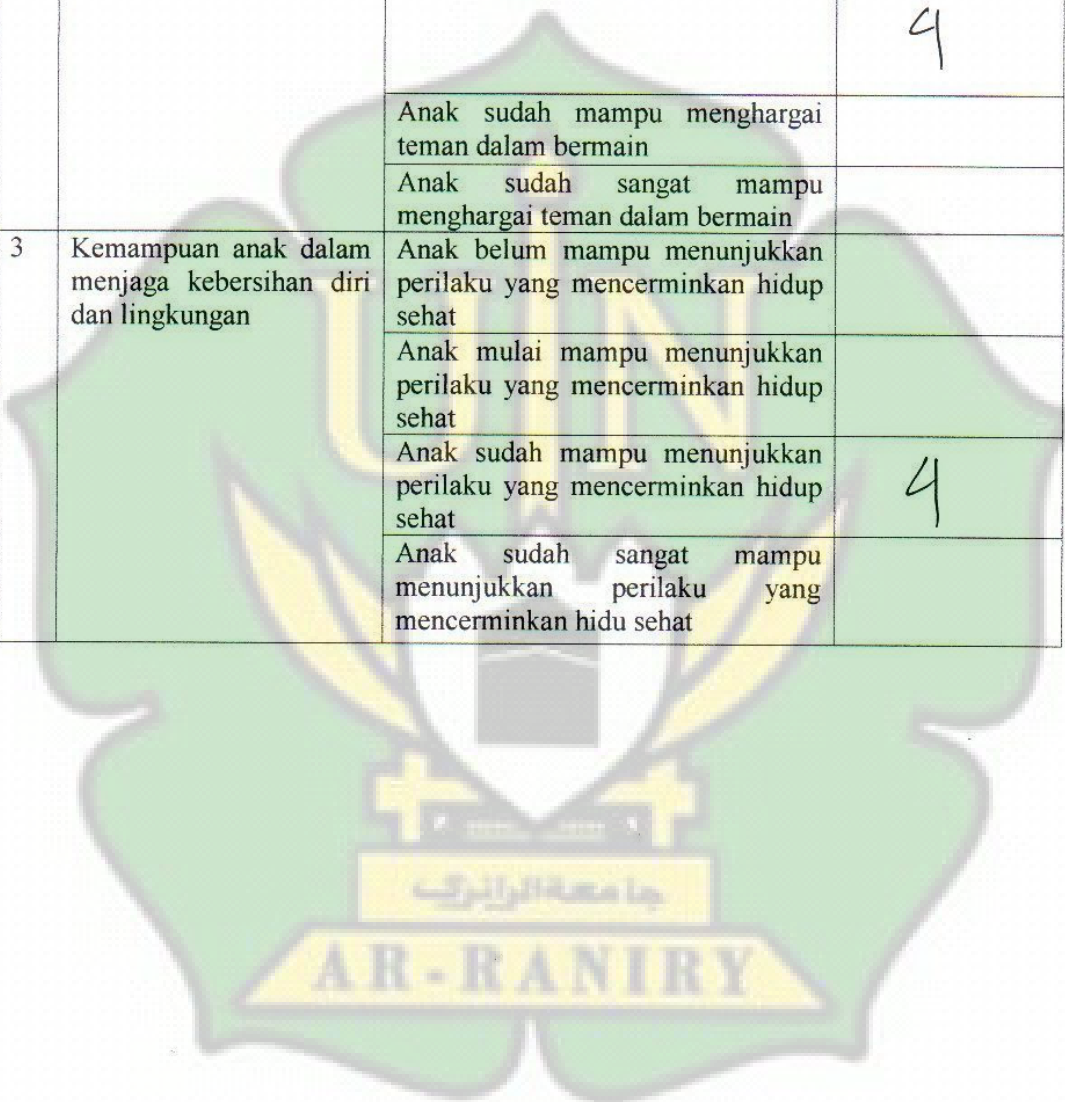 4
Anak sudah mampu menghargai
teman dalam bermain
Anak sudah sangat mampu
menghargai teman dalam bermain
3
Kemampuan anak dalam
menjaga kebersihan diri
dan lingkungan
Anak belum mampu menunjukkan
perilaku yang mencerminkan hidup
sehat
Anak mulai mampu menunjukkan
perilaku yang mencerminkan hidup
sehat
Anak sudah mampu menunjukkan
perilaku yang mencerminkan hidup
sehat
4
Anak sudah sangat mampu
menunjukkan perilaku yang
mencerminkan hidu sehat
UIN
جامعة الرانري
AR-RANIRY